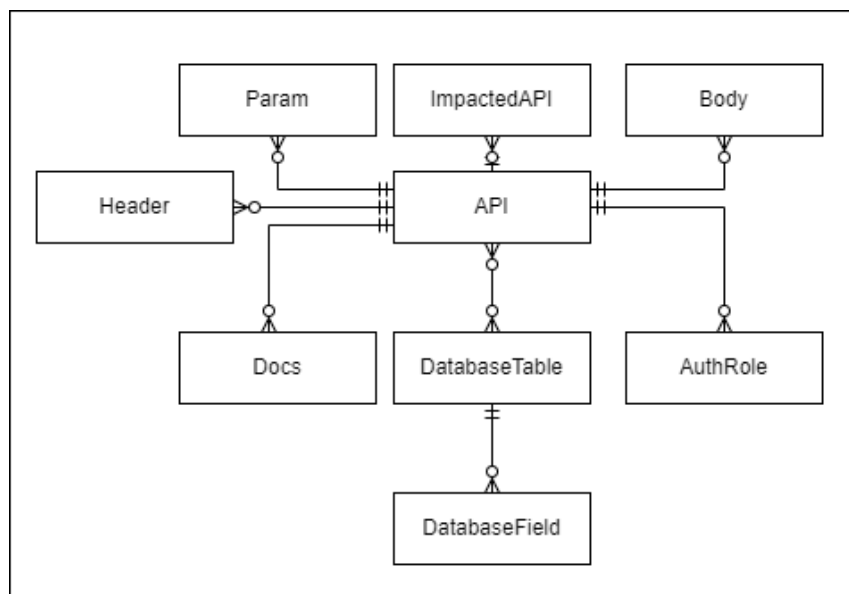 Param
ImpactedAPI
Body
Header
API
Docs
DatabaseTable
AuthRole
DatabaseField